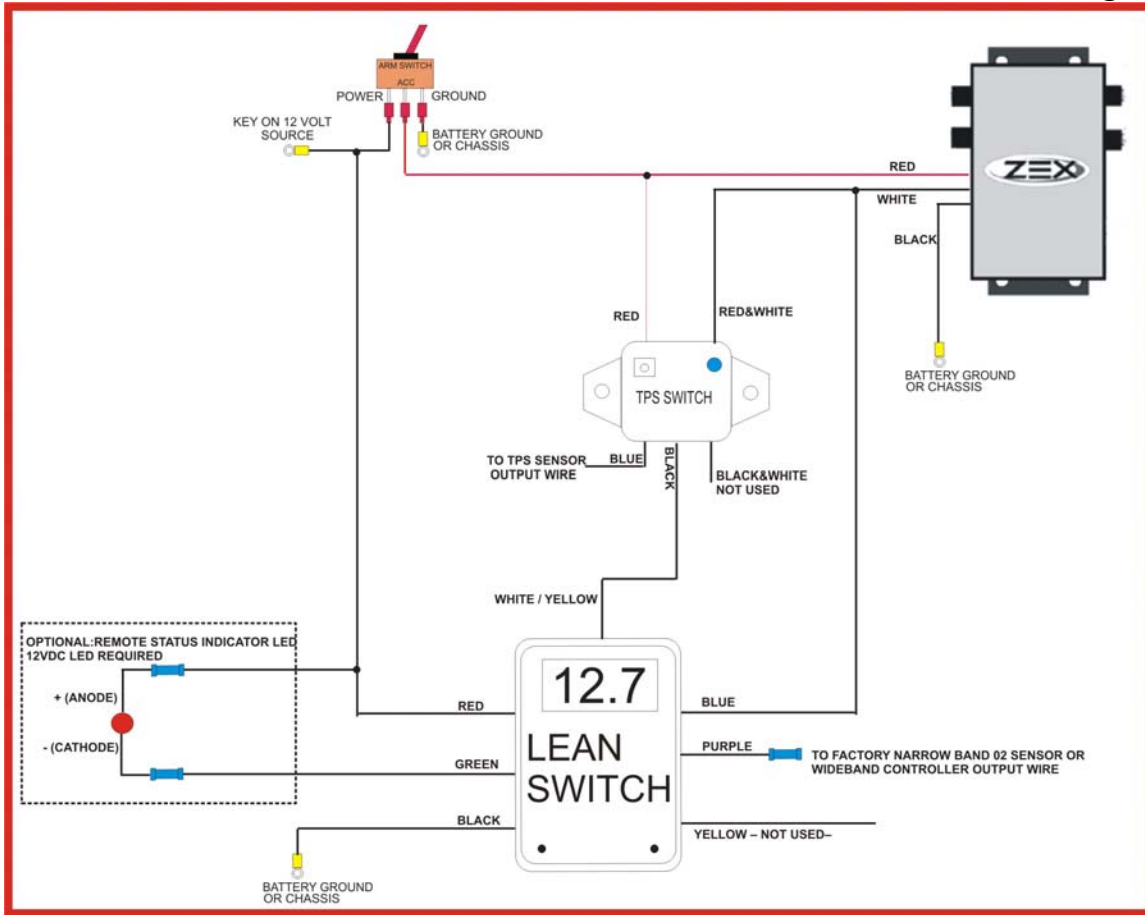 ARM SWITCH
ACC
POWER
GROUND
KEY ON 12 VOLT
SOURCE
BATTERY GROUND
OR CHASSIS
RED
ZEX
WHITE
BLACK
BATTERY GROUND
OR CHASSIS
RED
RED&WHITE
TPS SWITCH
TO TPS SENSOR
OUTPUT WIRE
BLUE
BLACK
BLACK&WHITE
NOT USED
WHITE / YELLOW
OPTIONAL:REMOTE STATUS INDICATOR LED
12VDC LED REQUIRED
+ (ANODE)
- (CATHODE)
RED
GREEN
BLACK
BATTERY GROUND
OR CHASSIS
12.7
LEAN
SWITCH
BLUE
PURPLE
TO FACTORY NARROW BAND 02 SENSOR OR
WIDEBAND CONTROLLER OUTPUT WIRE
YELLOW – NOT USED–